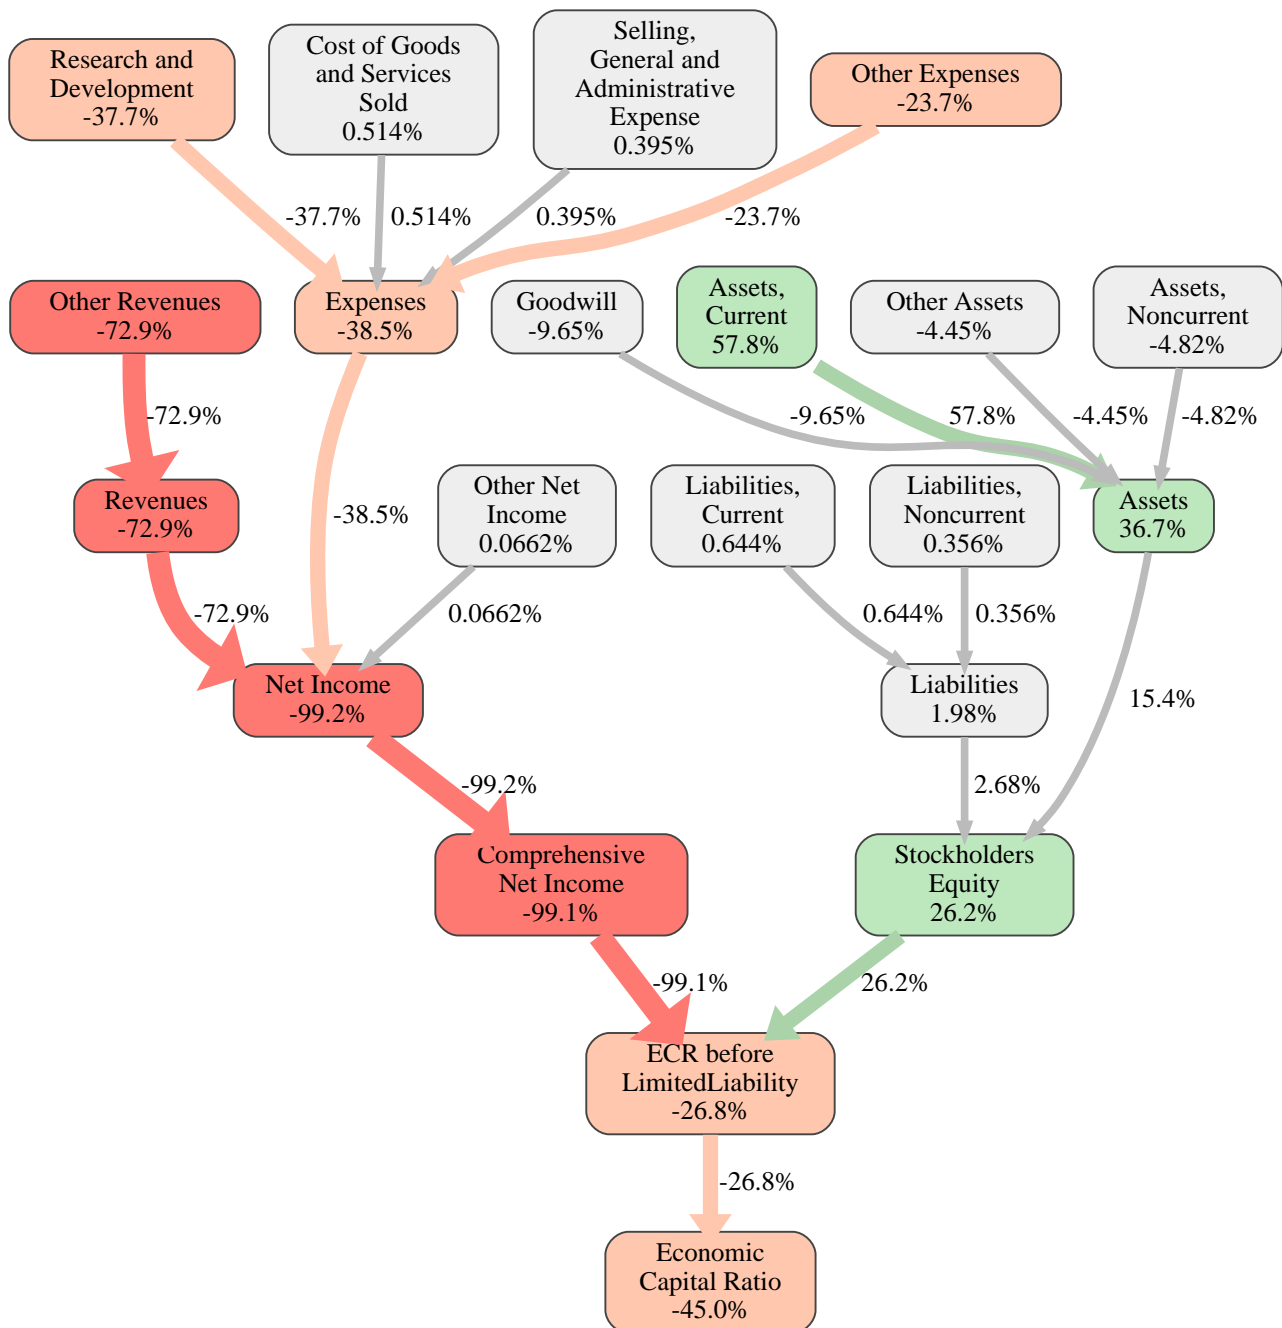 Research and
Development
-37.7%
Cost of Goods
and Services
Sold
0.514%
Selling,
General and
Administrative
Expense
0.395%
Other Expenses
-23.7%
-37.7%
0.514%
0.395%
-23.7%
Other Revenues
-72.9%
Expenses
-38.5%
Goodwill
-9.65%
Assets,
Current
57.8%
Other Assets
-4.45%
Assets,
Noncurrent
-4.82%
-72.9%
-9.65%
57.8%
-4.45%
-4.82%
Revenues
-72.9%
-38.5%
Other Net
Income
0.0662%
Liabilities,
Current
0.644%
Liabilities,
Noncurrent
0.356%
Assets
36.7%
-72.9%
0.0662%
0.644%
0.356%
Net Income
-99.2%
Liabilities
1.98%
15.4%
-99.2%
2.68%
Comprehensive
Net Income
-99.1%
Stockholders
Equity
26.2%
-99.1%
26.2%
ECR before
LimitedLiability
-26.8%
-26.8%
Economic
Capital Ratio
-45.0%